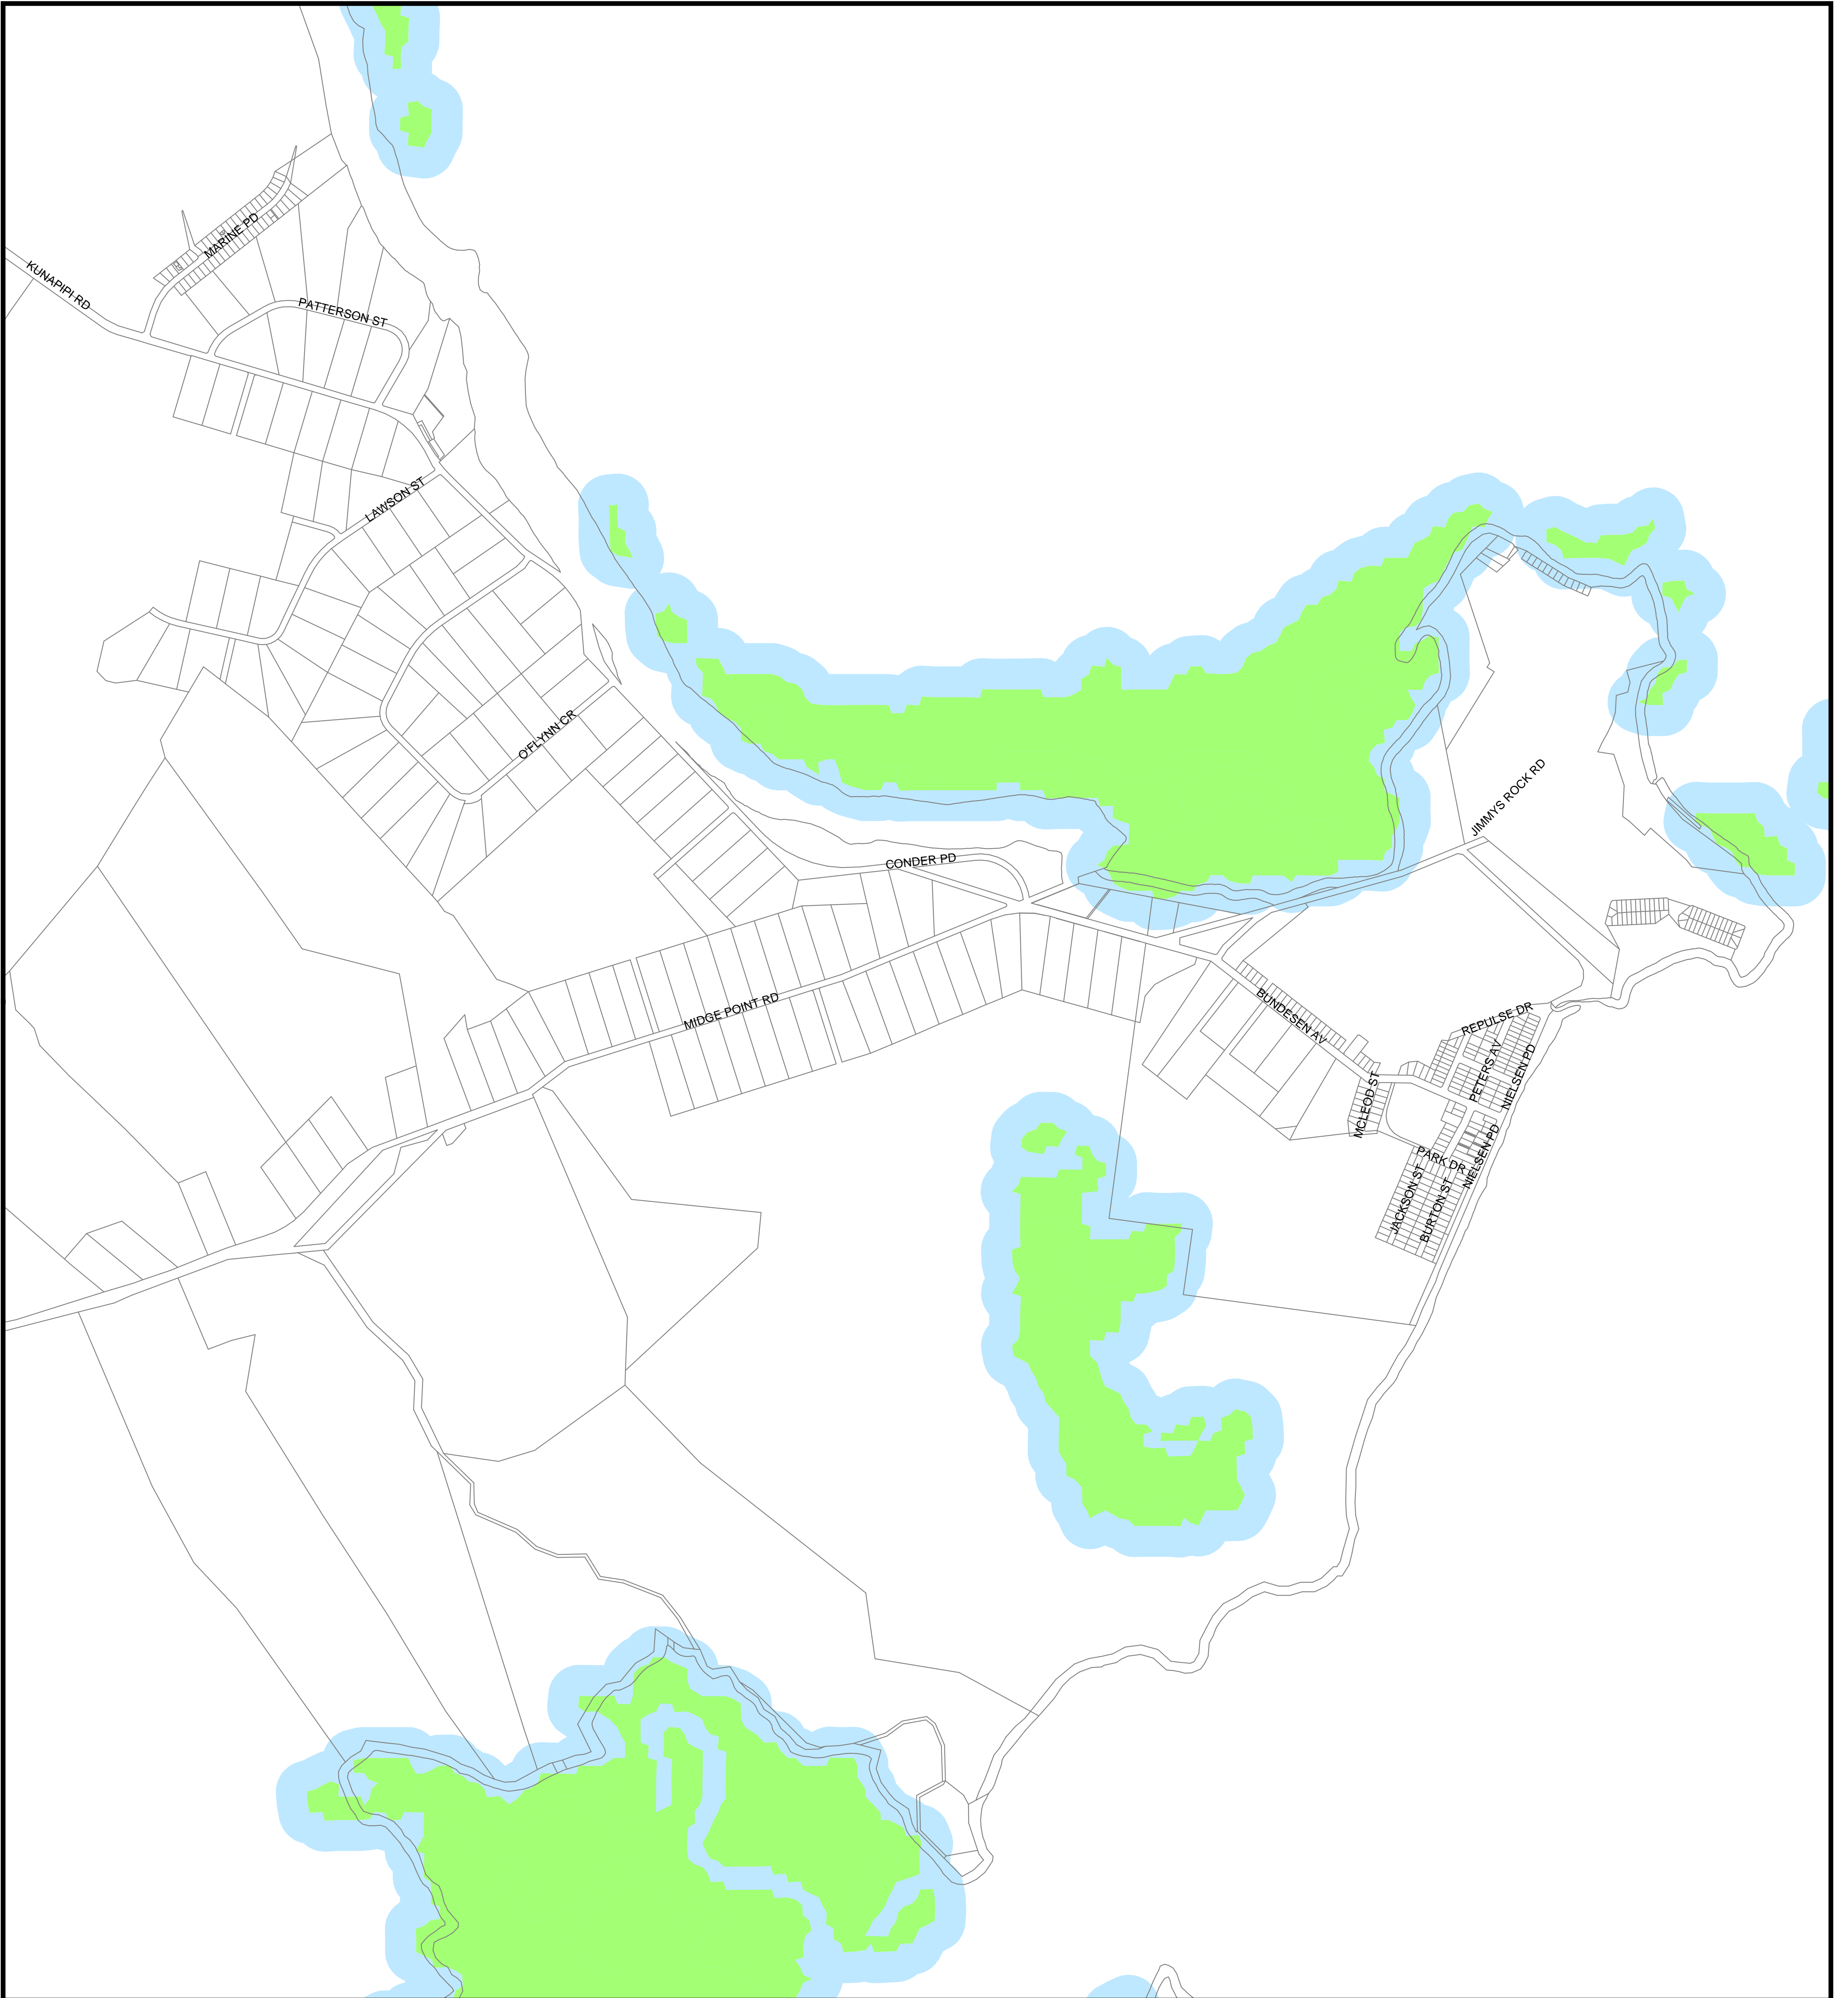 MARINE PD
KUNAPIPI RD
PATTERSON ST
LAWSON ST
O'FLYNN CR
JIMMYS ROCK RD
CONDER PD
MIDGE POINT RD
BUNDESEN AV
REPULSE DR
PETERS AV
NIELSEN PD
MCLEOD ST
PARK DR
NIELSEN PD
JACKSON ST
BURTON ST